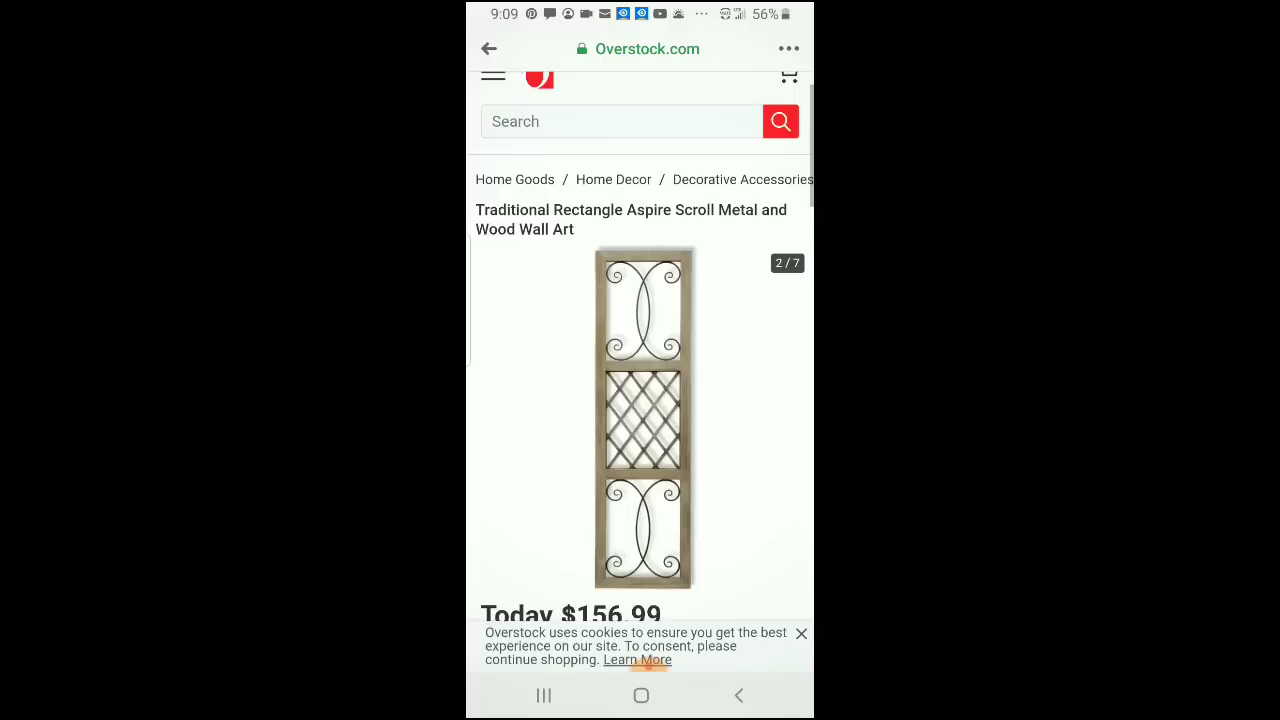 9:09 56%
Overstock.com
Search
Home Goods / Home Decor / Decorative Accessories
Traditional Rectangle Aspire Scroll Metal and
Wood Wall Art
2 / 7
Today $156.99
Overstock uses cookies to ensure you get the best
experience on our site. To consent, please
continue shopping. Learn More